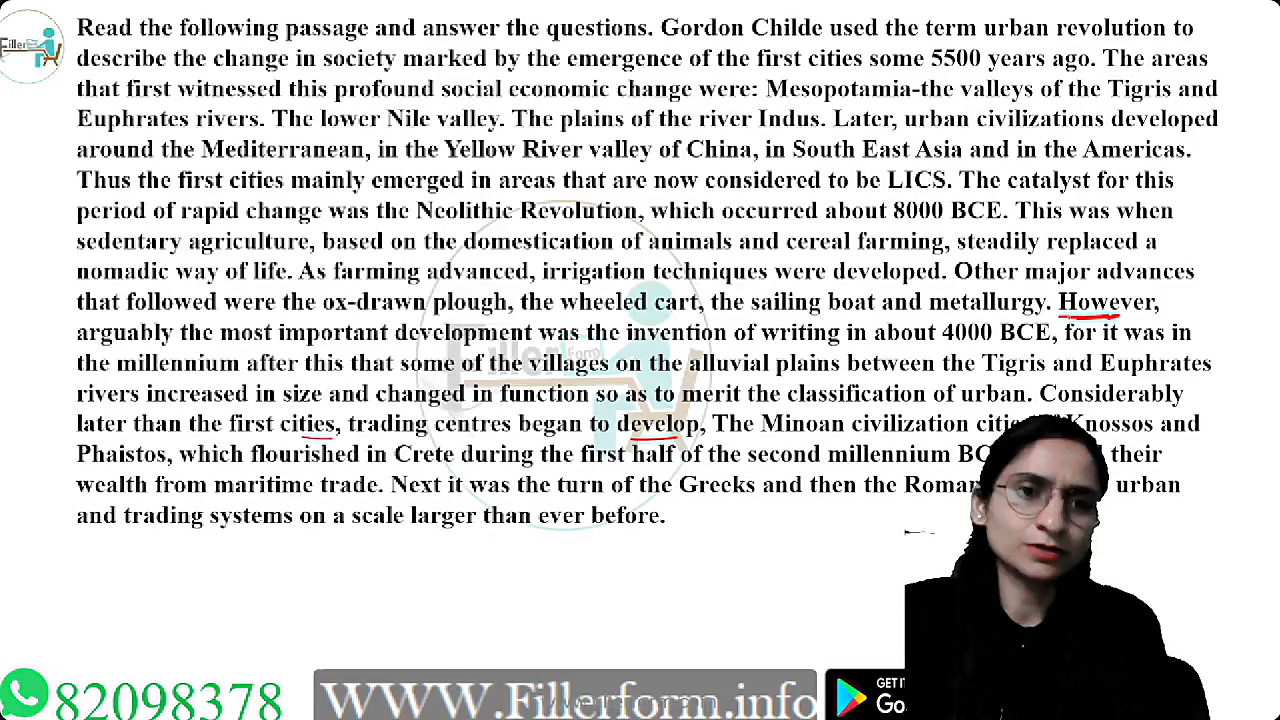 Read the following passage and answer the questions. Gordon Childe used the term urban revolution to
describe the change in society marked by the emergence of the first cities some 5500 years ago. The areas
that first witnessed this profound social economic change were: Mesopotamia-the valleys of the Tigris and
Euphrates rivers. The lower Nile valley. The plains of the river Indus. Later, urban civilizations developed
around the Mediterranean, in the Yellow River valley of China, in South East Asia and in the Americas.
Thus the first cities mainly emerged in areas that are now considered to be LICS. The catalyst for this
period of rapid change was the Neolithic Revolution, which occurred about 8000 BCE. This was when
sedentary agriculture, based on the domestication of animals and cereal farming, steadily replaced a
nomadic way of life. As farming advanced, irrigation techniques were developed. Other major advances
that followed were the ox-drawn plough, the wheeled cart, the sailing boat and metallurgy. However,
arguably the most important development was the invention of writing in about 4000 BCE, for it was in
the millennium after this that some of the villages on the alluvial plains between the Tigris and Euphrates
rivers increased in size and changed in function so as to merit the classification of urban. Considerably
later than the first cities, trading centres began to develop, The Minoan civilization Knossos and
Phaistos, which flourished in Crete during the first half of the second millennium their
wealth from maritime trade. Next it was the turn of the Greeks and then the urban
and trading systems on a scale larger than ever before.
Filler Form
82098378
WWW.Fillerform.info
GET IT